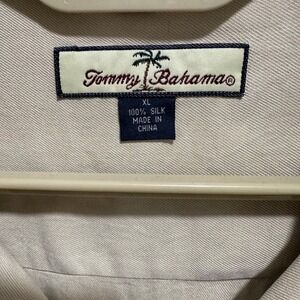 Tommy Bahama®
XL
100% SILK
MADE IN
CHINA